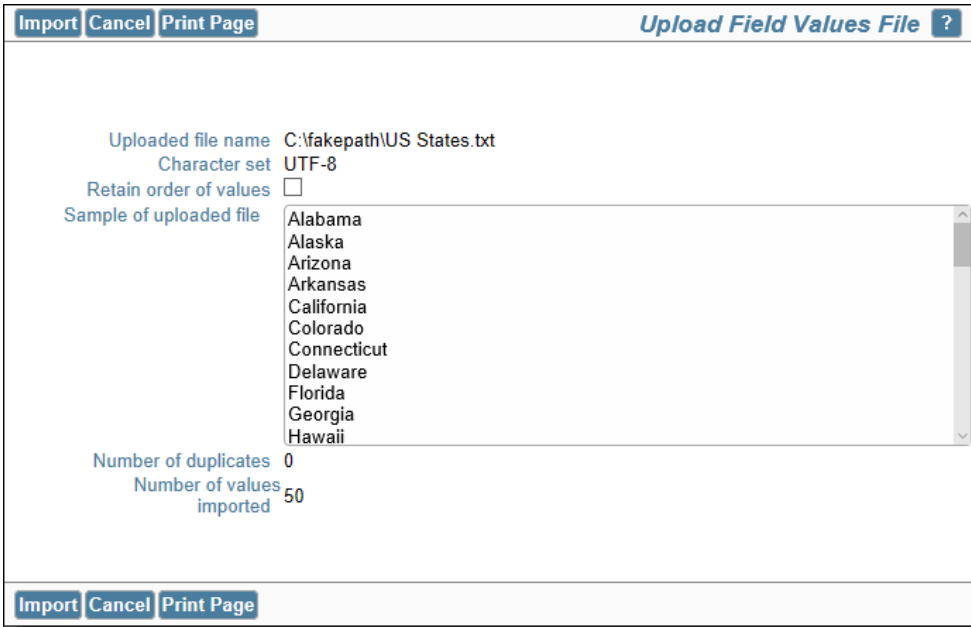 Import Cancel Print Page Upload Field Values File ?
Uploaded file name C:\fakepath\US States.txt
Character set UTF-8
Retain order of values
Sample of uploaded file
Alabama
Alaska
Arizona
Arkansas
California
Colorado
Connecticut
Delaware
Florida
Georgia
Hawaii
Number of duplicates 0
Number of values
imported 50
Import Cancel Print Page